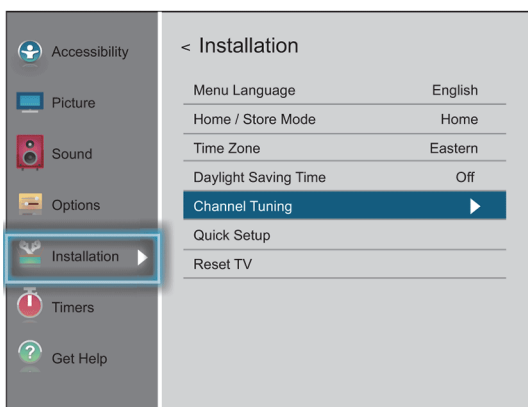 Accessibility
Picture
Sound
Options
Installation
Timers
Get Help
< Installation
Menu Language English
Home / Store Mode Home
Time Zone Eastern
Daylight Saving Time Off
Channel Tuning
Quick Setup
Reset TV